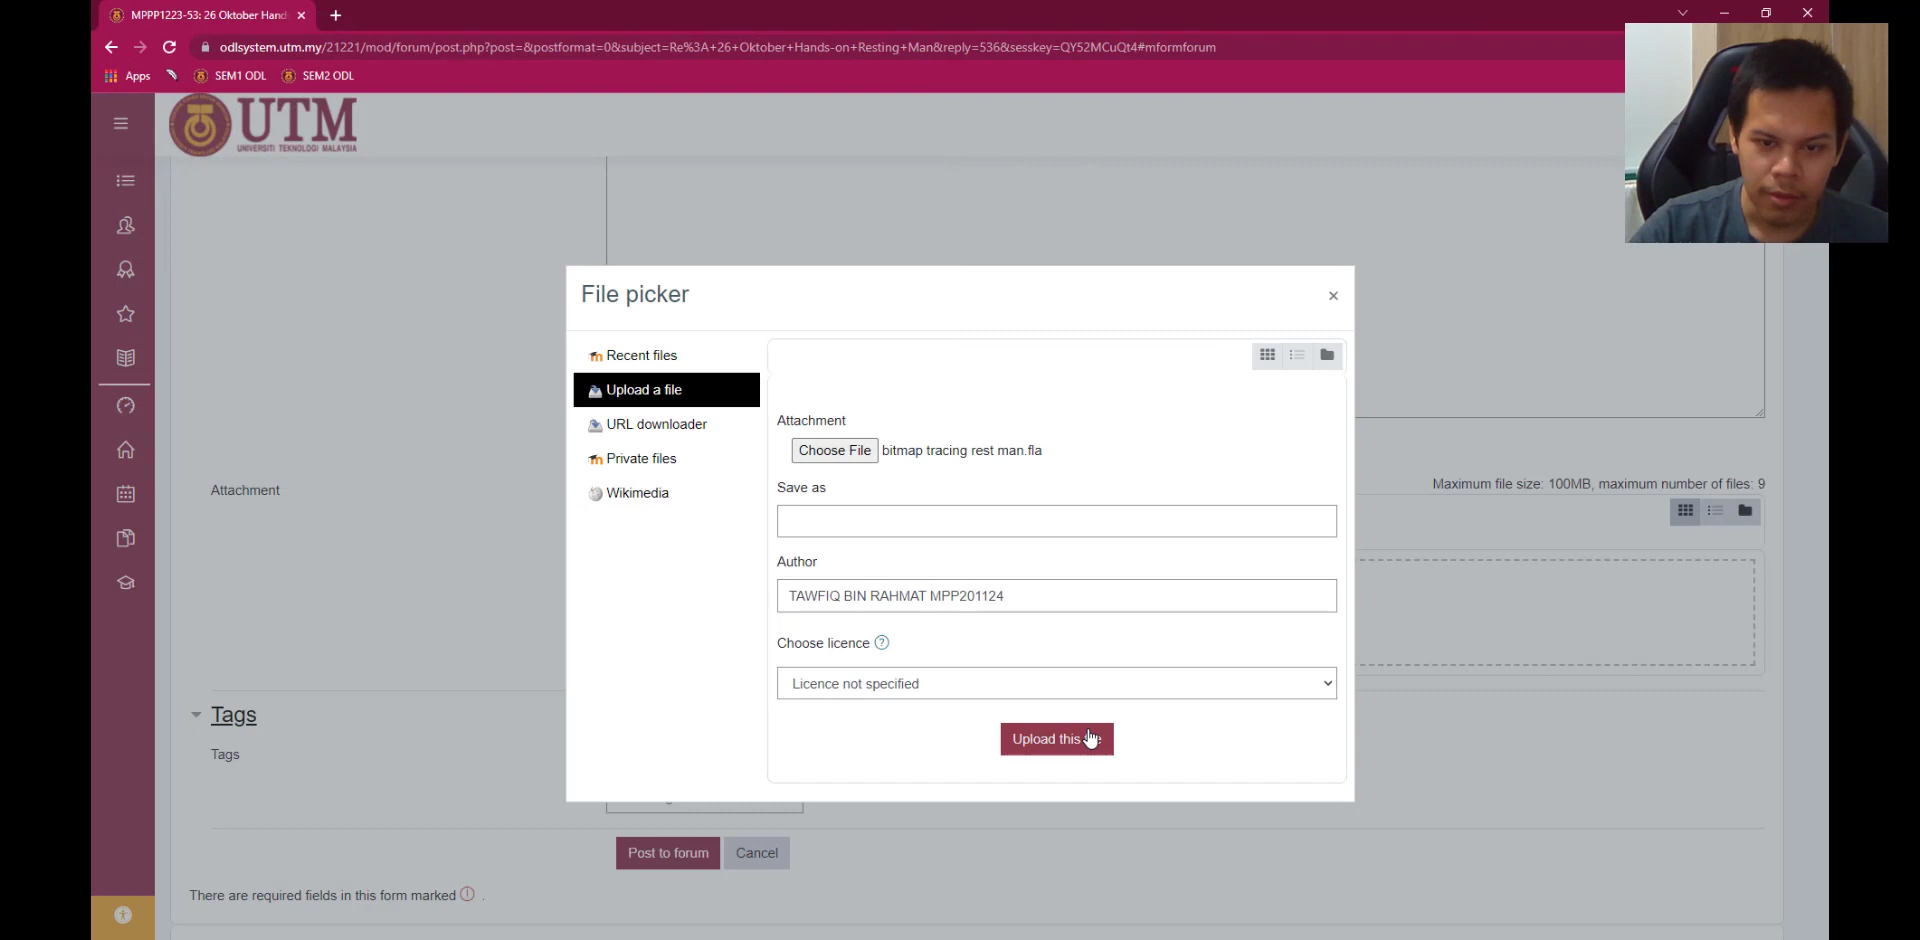 MPPP1223-53: 26 Oktober Hand
odlsystem.utm.my/21221/mod/forum/post.php?post=&postformat=0&subject=Re%3A+26+Oktober+Hands-on+Resting+Man&reply=536&sesskey=QY52MCuQt4#mformforum
Apps
SEM1 ODL
SEM2 ODL
UTM
UNIVERSITI TEKNOLOGI MALAYSIA
File picker
Recent files
Upload a file
URL downloader
Private files
Wikimedia
Attachment
Choose File bitmap tracing rest man.fla
Save as
Author
TAWFIQ BIN RAHMAT MPP201124
Choose licence
Licence not specified
Upload this
Attachment
Maximum file size: 100MB, maximum number of files: 9
Tags
Tags
Post to forum
Cancel
There are required fields in this form marked .